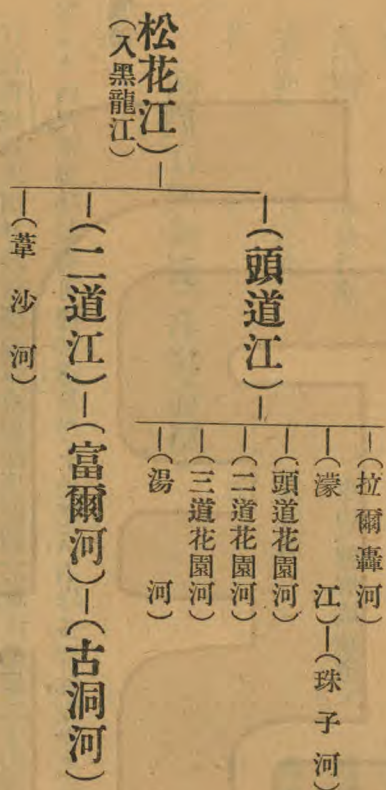 松花江
(入黑龍江)
(頭道江)
(拉爾轟河)
(濛江)—(珠子河)
(頭道花園河)
(二道花園河)
(三道花園河)
(湯河)
(二道江)—(富爾河)—(古洞河)
(葦沙河)